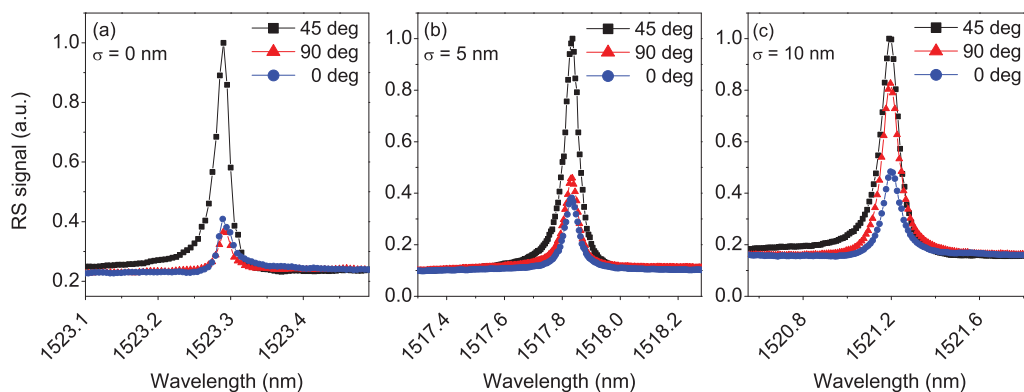 (a)
σ = 0 nm
45 deg
90 deg
0 deg
RS signal (a.u.)
1.0
0.8
0.6
0.4
0.2
1523.1
1523.2
1523.3
1523.4
Wavelength (nm)
(b)
σ = 5 nm
45 deg
90 deg
0 deg
1.0
0.8
0.6
0.4
0.2
0.0
1517.4
1517.6
1517.8
1518.0
1518.2
Wavelength (nm)
(c)
σ = 10 nm
45 deg
90 deg
0 deg
1.0
0.8
0.6
0.4
0.2
0.0
1520.8
1521.2
1521.6
Wavelength (nm)